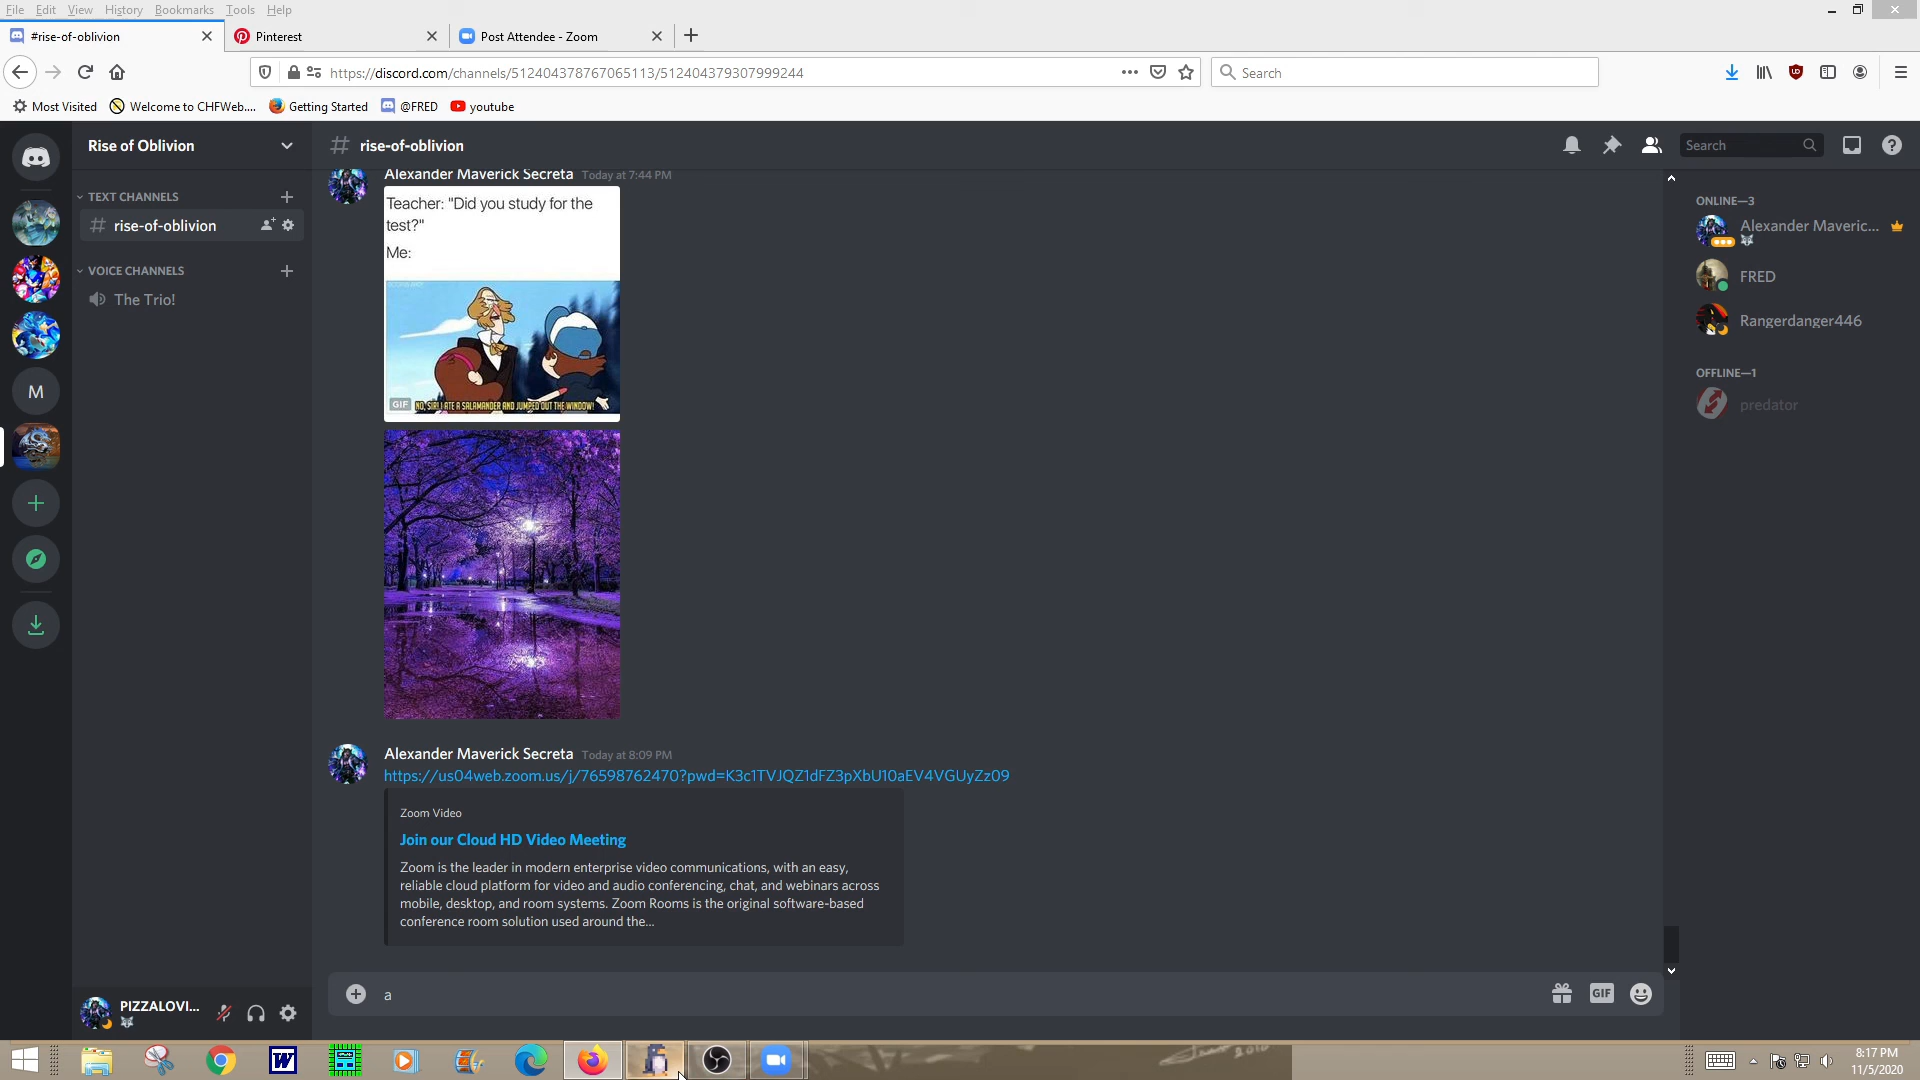 File Edit View History Bookmarks Tools Help
#rise-of-oblivion
Pinterest
Post Attendee - Zoom
https://discord.com/channels/512404378767065113/512404379307999244
Search
Most Visited
Welcome to CHFWeb....
Getting Started
@FRED
youtube
Rise of Oblivion
rise-of-oblivion
Search
TEXT CHANNELS
rise-of-oblivion
VOICE CHANNELS
The Trio!
M
Alexander Maverick Secreta Today at 7:44 PM
Teacher: "Did you study for the
test?"
Me:
GIF
NO, SIR! I ATE A SALAMANDER AND JUMPED OUT THE WINDOW!
Alexander Maverick Secreta Today at 8:09 PM
https://us04web.zoom.us/j/76598762470?pwd=K3c1TVJQZ1dFZ3pXbU10aEV4VGUyZz09
Zoom Video
Join our Cloud HD Video Meeting
Zoom is the leader in modern enterprise video communications, with an easy,
reliable cloud platform for video and audio conferencing, chat, and webinars across
mobile, desktop, and room systems. Zoom Rooms is the original software-based
conference room solution used around the...
a
GIF
ONLINE—3
Alexander Maveric...
FRED
Rangerdanger446
OFFLINE—1
predator
PIZZALOVI...
8:17 PM
11/5/2020